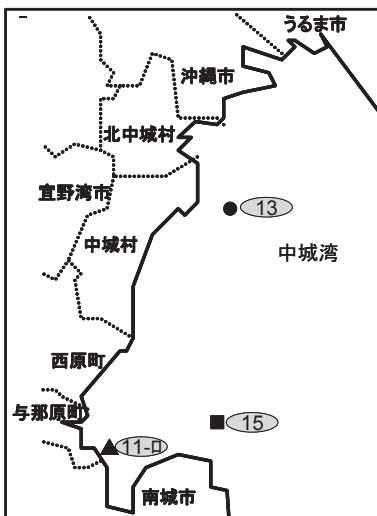 うるま市
沖縄市
北中城村
宜野湾市
13
中城村
中城湾
西原町
与那原町
15
11-ロ
南城市